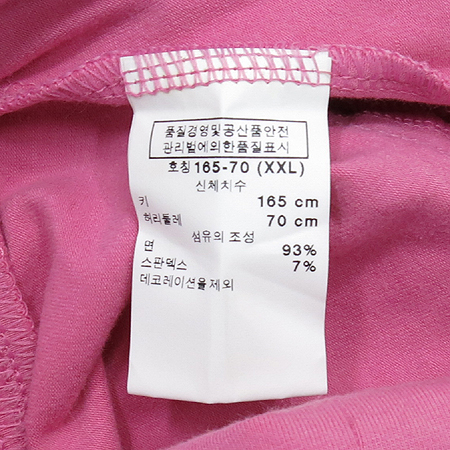 품질경영및공산품안전
관리법에의한품질표시
호칭 165-70 (XXL)
신체치수
키 165 cm
허리둘레 70 cm
섬유의 조성
면 93%
스판덱스 7%
데코레이션을제외